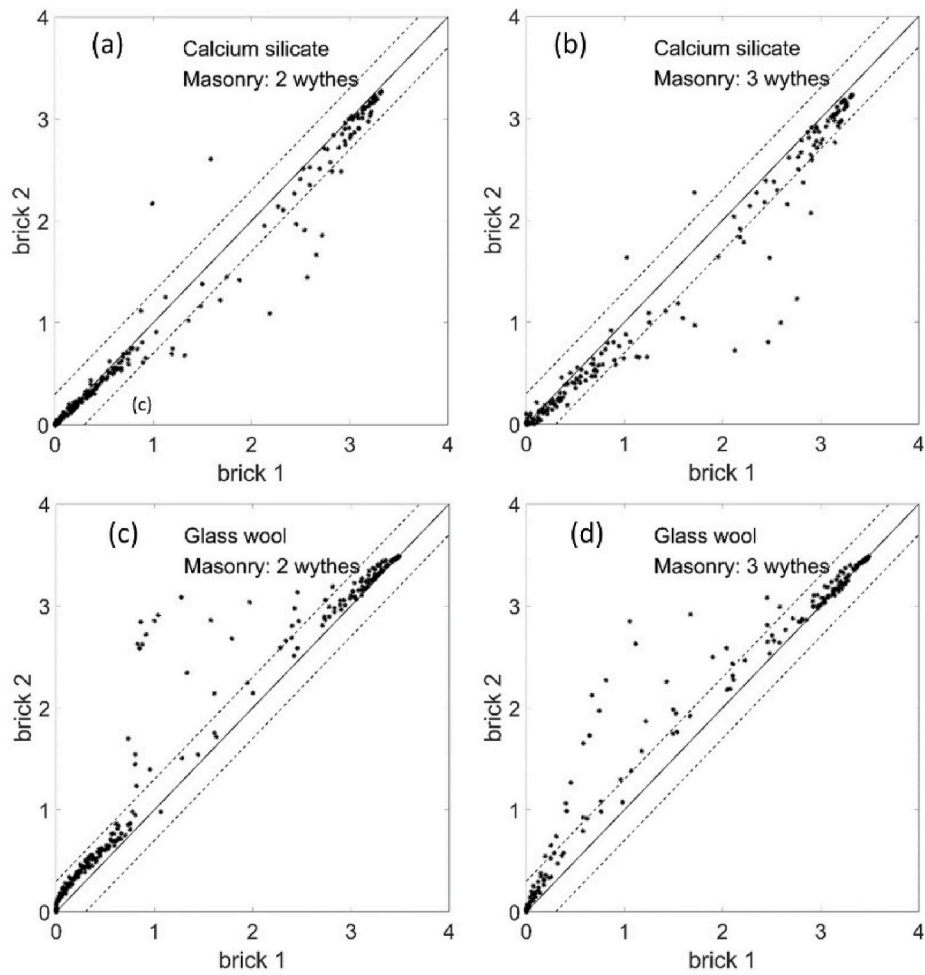 (a)
Calcium silicate
Masonry: 2 wythes
4
3
2
1
0
brick 2
(c)
0 1 2 3 4
brick 1
(b)
Calcium silicate
Masonry: 3 wythes
4
3
2
1
0
brick 2
0 1 2 3 4
brick 1
(c)
Glass wool
Masonry: 2 wythes
4
3
2
1
0
brick 2
0 1 2 3 4
brick 1
(d)
Glass wool
Masonry: 3 wythes
4
3
2
1
0
brick 2
0 1 2 3 4
brick 1